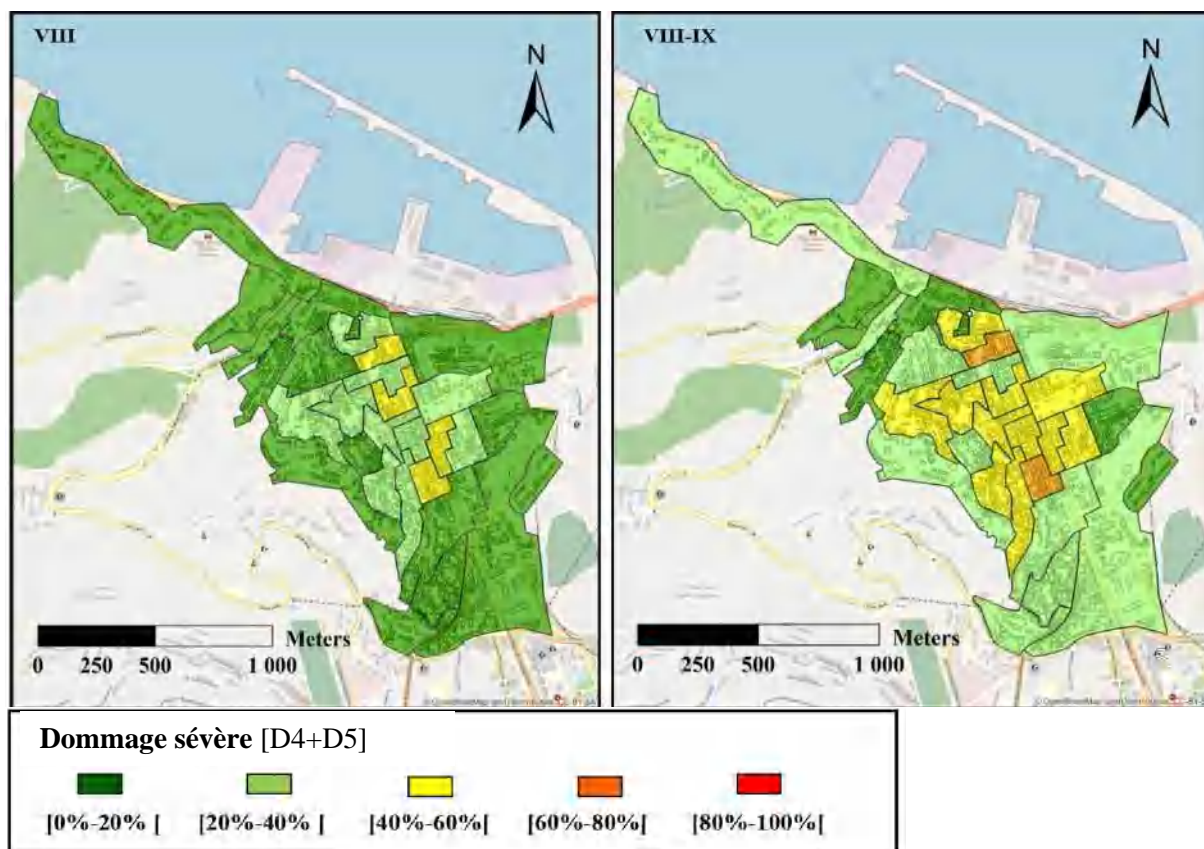 VIII
N
Meters
0 250 500 1 000
VIII-IX
N
Meters
0 250 500 1 000
Dommage sévère [D4+D5]
[0%-20% [ [20%-40% [ [40%-60%[ [60%-80%[ [80%-100%[